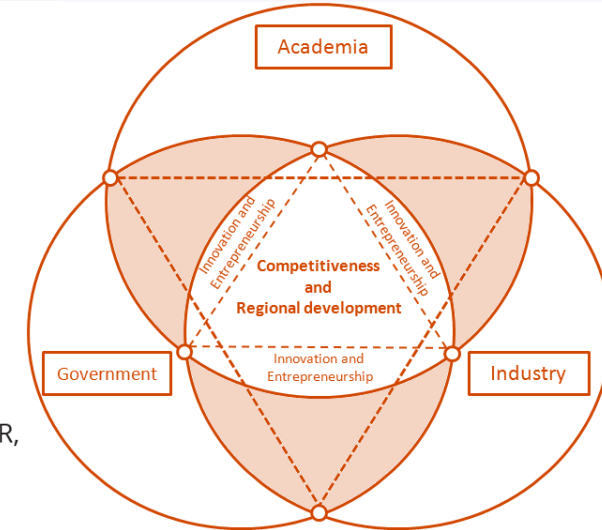 Academia
Innovation and
Entrepreneurship
Innovation and
Entrepreneurship
Competitiveness
and
Regional development
Innovation and
Entrepreneurship
Government
Industry
R,